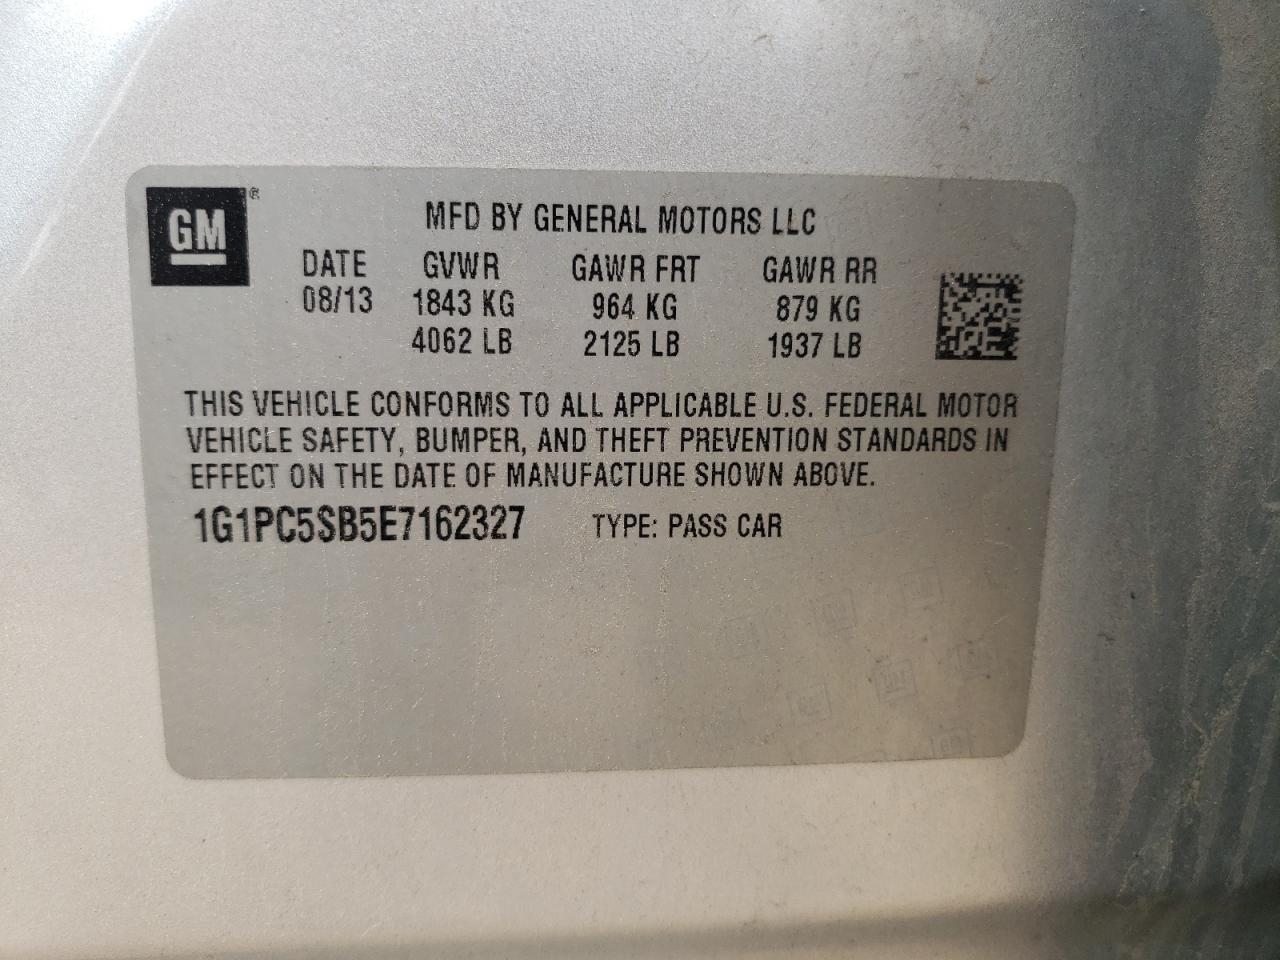 GM®
MFD BY GENERAL MOTORS LLC
DATE GVWR GAWR FRT GAWR RR
08/13 1843 KG 964 KG 879 KG
4062 LB 2125 LB 1937 LB
THIS VEHICLE CONFORMS TO ALL APPLICABLE U.S. FEDERAL MOTOR
VEHICLE SAFETY, BUMPER, AND THEFT PREVENTION STANDARDS IN
EFFECT ON THE DATE OF MANUFACTURE SHOWN ABOVE.
1G1PC5SB5E7162327 TYPE: PASS CAR